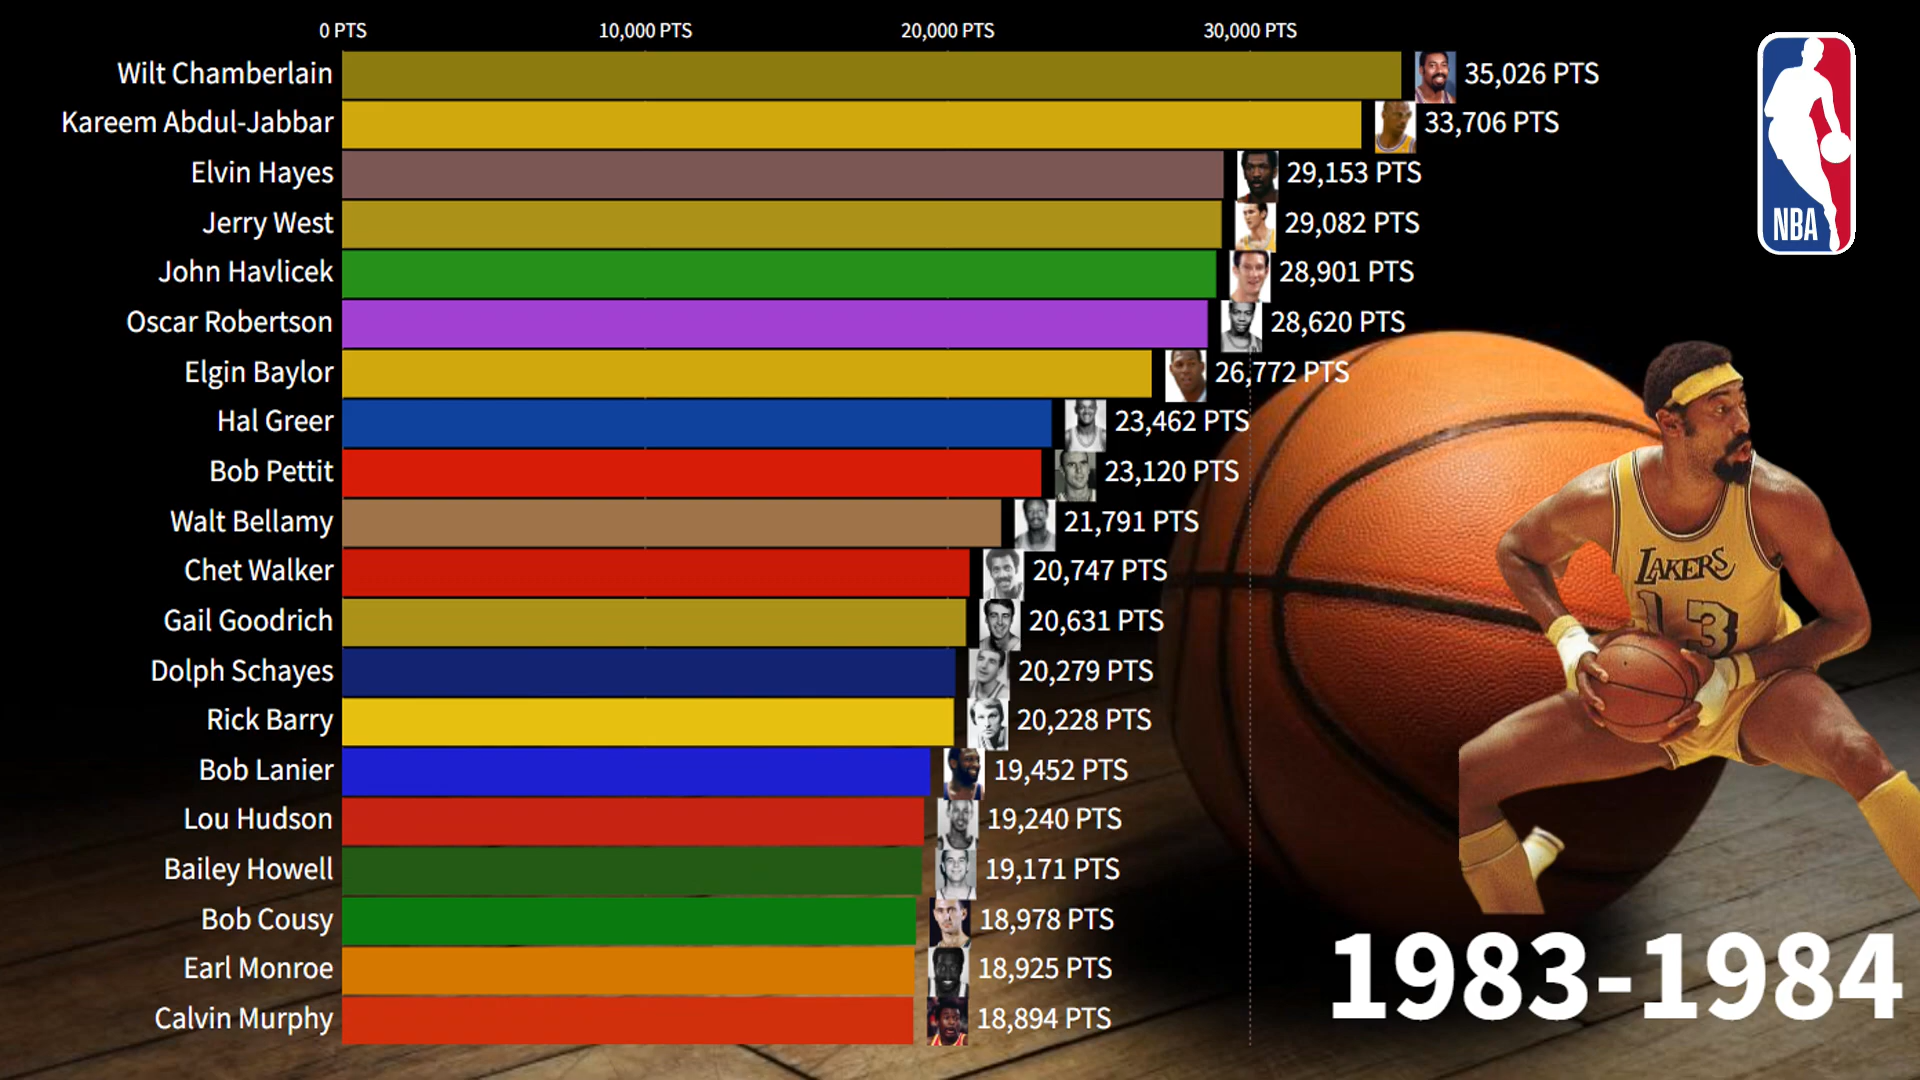 0 PTS 10,000 PTS 20,000 PTS 30,000 PTS
Wilt Chamberlain 35,026 PTS
Kareem Abdul-Jabbar 33,706 PTS
Elvin Hayes 29,153 PTS
Jerry West 29,082 PTS
John Havlicek 28,901 PTS
Oscar Robertson 28,620 PTS
Elgin Baylor 26,772 PTS
Hal Greer 23,462 PTS
Bob Pettit 23,120 PTS
Walt Bellamy 21,791 PTS
Chet Walker 20,747 PTS
Gail Goodrich 20,631 PTS
Dolph Schayes 20,279 PTS
Rick Barry 20,228 PTS
Bob Lanier 19,452 PTS
Lou Hudson 19,240 PTS
Bailey Howell 19,171 PTS
Bob Cousy 18,978 PTS
Earl Monroe 18,925 PTS
Calvin Murphy 18,894 PTS
NBA
LAKERS
13
1983-1984